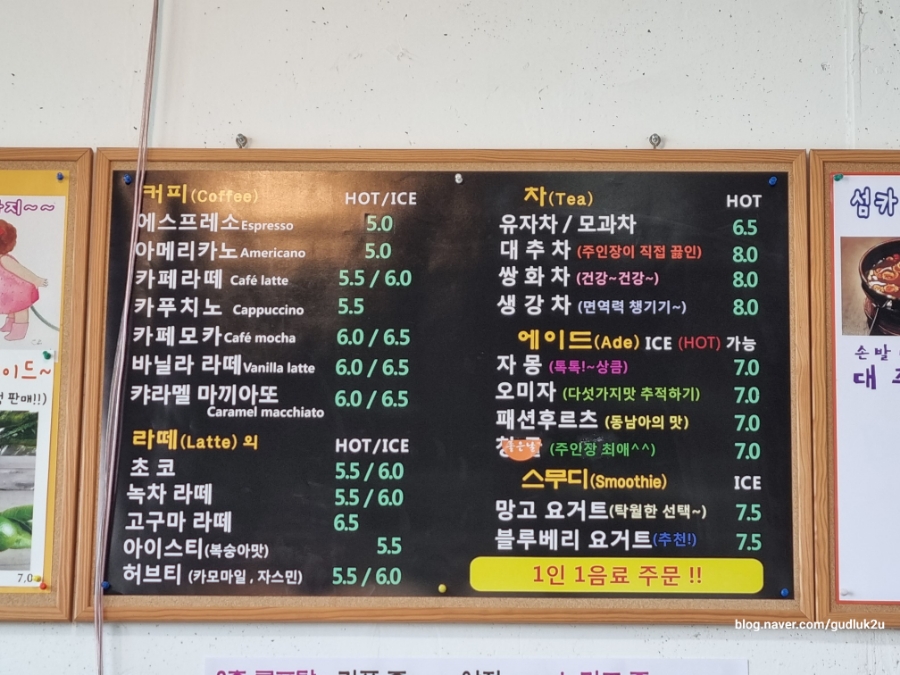 커피(Coffee) HOT/ICE
에스프레소 Espresso 5.0
아메리카노 Americano 5.0
카페라떼 Café latte 5.5 / 6.0
카푸치노 Cappuccino 5.5
카페모카 Café mocha 6.0 / 6.5
바닐라 라떼 Vanilla latte 6.0 / 6.5
캬라멜 마끼아또 6.0 / 6.5
Caramel macchiato
라떼(Latte) 외 HOT/ICE
초코 5.5 / 6.0
녹차 라떼 5.5 / 6.0
고구마 라떼 6.5
아이스티(복숭아맛) 5.5
허브티 (카모마일 , 자스민) 5.5 / 6.0
차(Tea) HOT
유자차 / 모과차 6.5
대추차 (주인장이 직접 끓인) 8.0
쌍화차 (건강~건강~) 8.0
생강차 (면역력 챙기기~) 8.0
에이드(Ade) ICE (HOT) 가능
자몽 (톡톡!~상큼) 7.0
오미자 (다섯가지맛 추적하기) 7.0
패션후르츠 (동남아의 맛) 7.0
(주인장 최애^^) 7.0
스무디(Smoothie) ICE
망고 요거트(탁월한 선택~) 7.5
블루베리 요거트(추천!) 7.5
1인 1음료 주문 !!
지~~
이드~
판매!!)
7.0
섬카
손발
대
blog.naver.com/gudluk2u